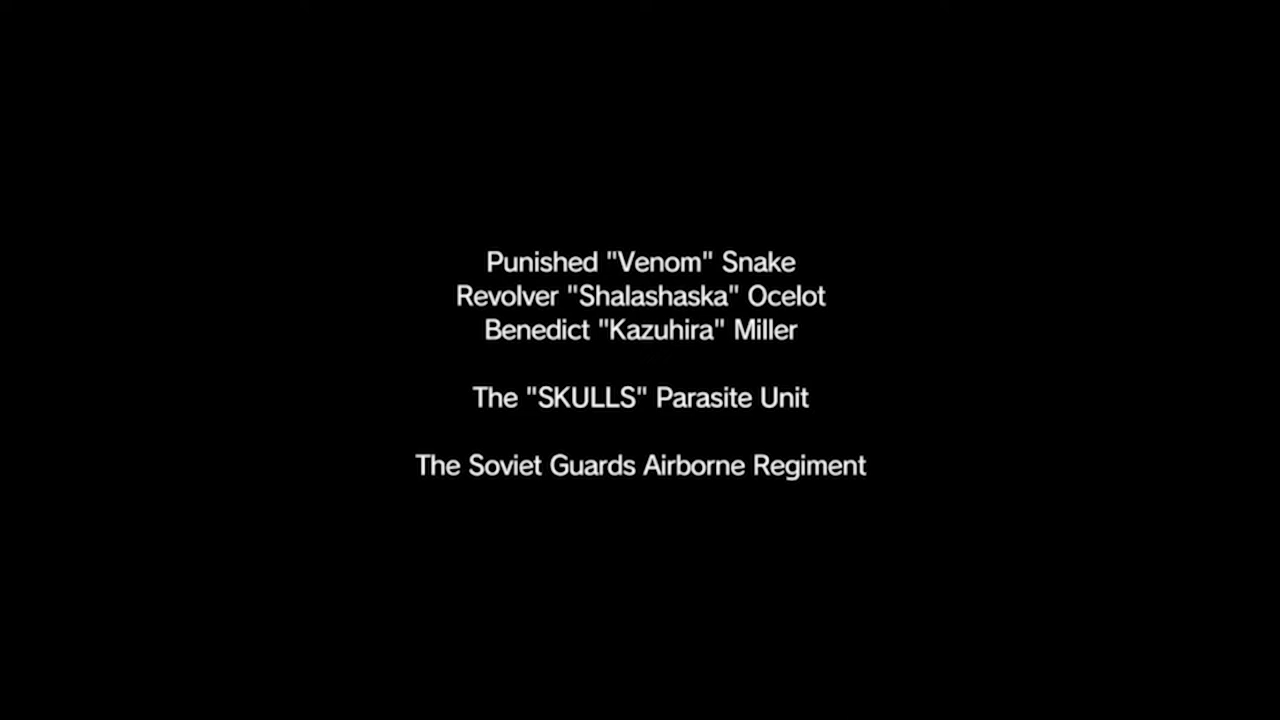 Punished "Venom" Snake
Revolver "Shalashaska" Ocelot
Benedict "Kazuhira" Miller
The "SKULLS" Parasite Unit
The Soviet Guards Airborne Regiment